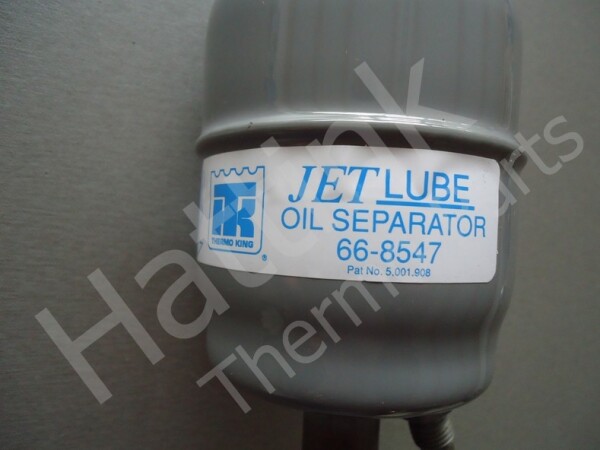 JET LUBE
OIL SEPARATOR
66-8547
Pat No. 5,001,908
THERMO KING
®